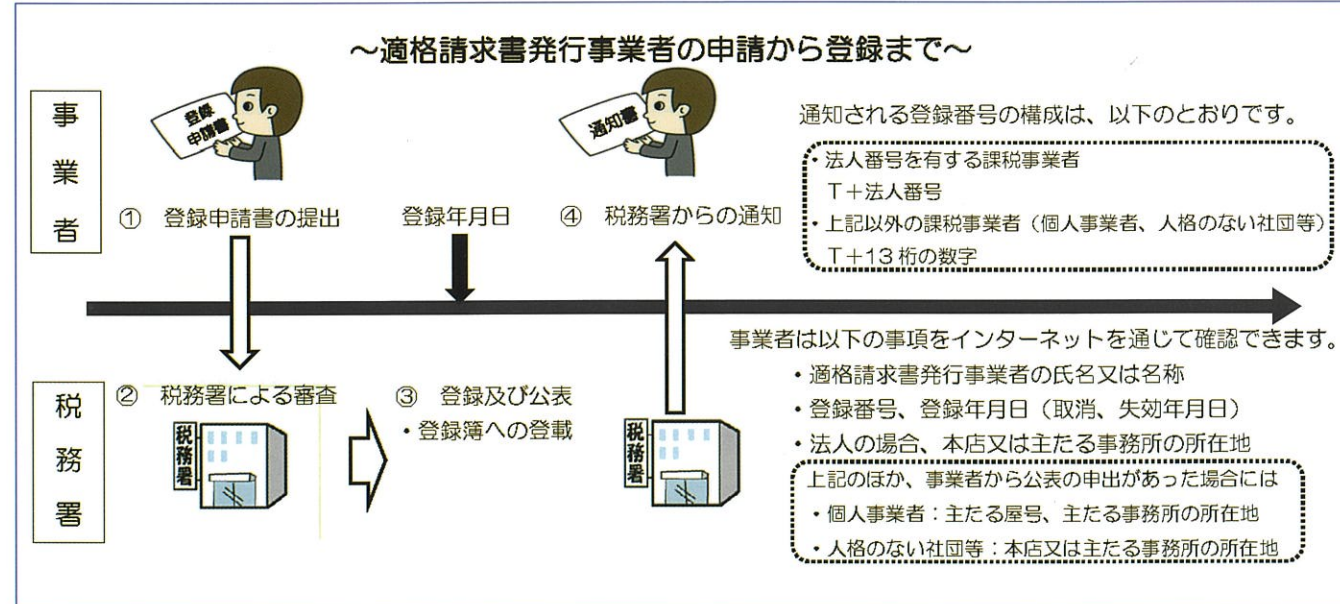 ~適格請求書発行事業者の申請から登録まで~
事業者
登録
申請書
通知書
① 登録申請書の提出
登録年月日
④ 税務署からの通知
通知される登録番号の構成は、以下のとおりです。
・法人番号を有する課税事業者
T+法人番号
・上記以外の課税事業者（個人事業者、人格のない社団等）
T+13桁の数字
税務署
② 税務署による審査
税務署
③ 登録及び公表
・登録簿への登載
税務署
事業者は以下の事項をインターネットを通じて確認できます。
・適格請求書発行事業者の氏名又は名称
・登録番号、登録年月日（取消、失効年月日）
・法人の場合、本店又は主たる事務所の所在地
上記のほか、事業者から公表の申出があった場合には
・個人事業者：主たる屋号、主たる事務所の所在地
・人格のない社団等：本店又は主たる事務所の所在地